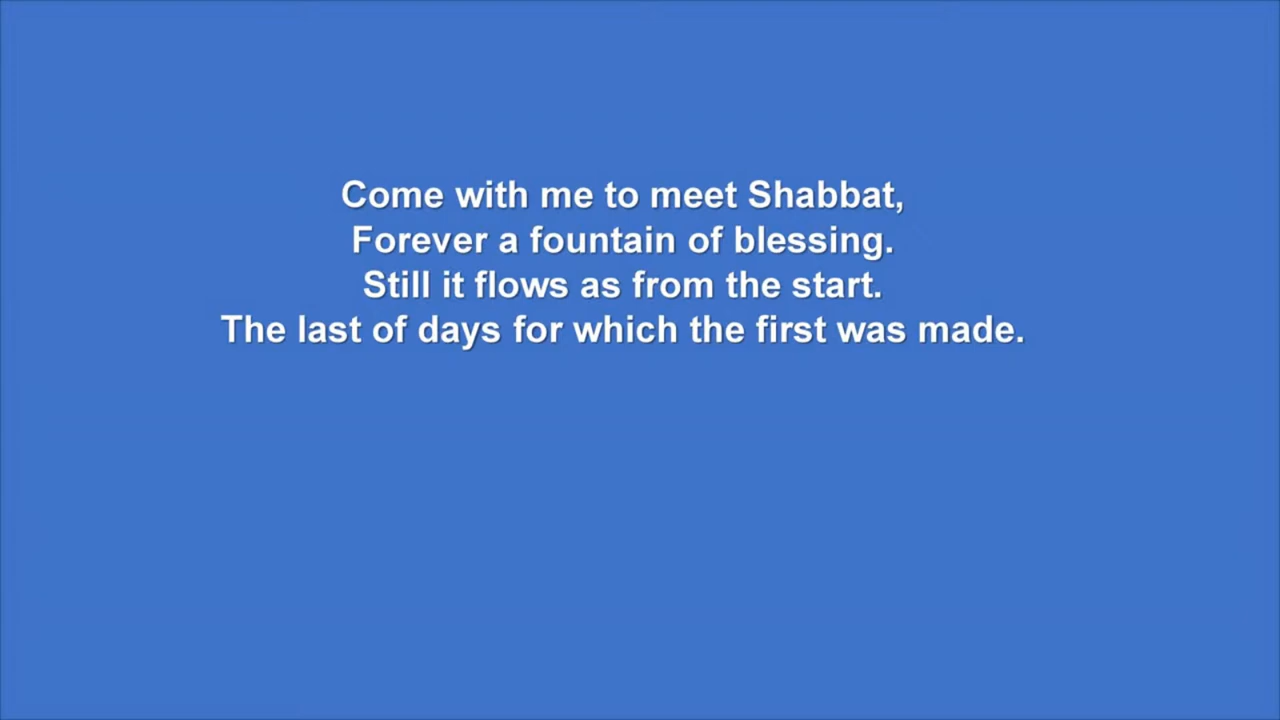 Come with me to meet Shabbat,
Forever a fountain of blessing.
Still it flows as from the start.
The last of days for which the first was made.